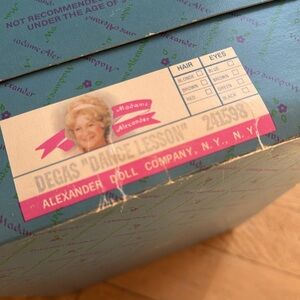 NOT RECOMMENDED
UNDER THE AGE OF
Madame
Alexander
HAIR EYES
BLONDE BLUE
BROWN BROWN
RED GREEN
BLACK
DEGAS "DANCE LESSON" 241598
ALEXANDER DOLL COMPANY, N.Y., N.Y.